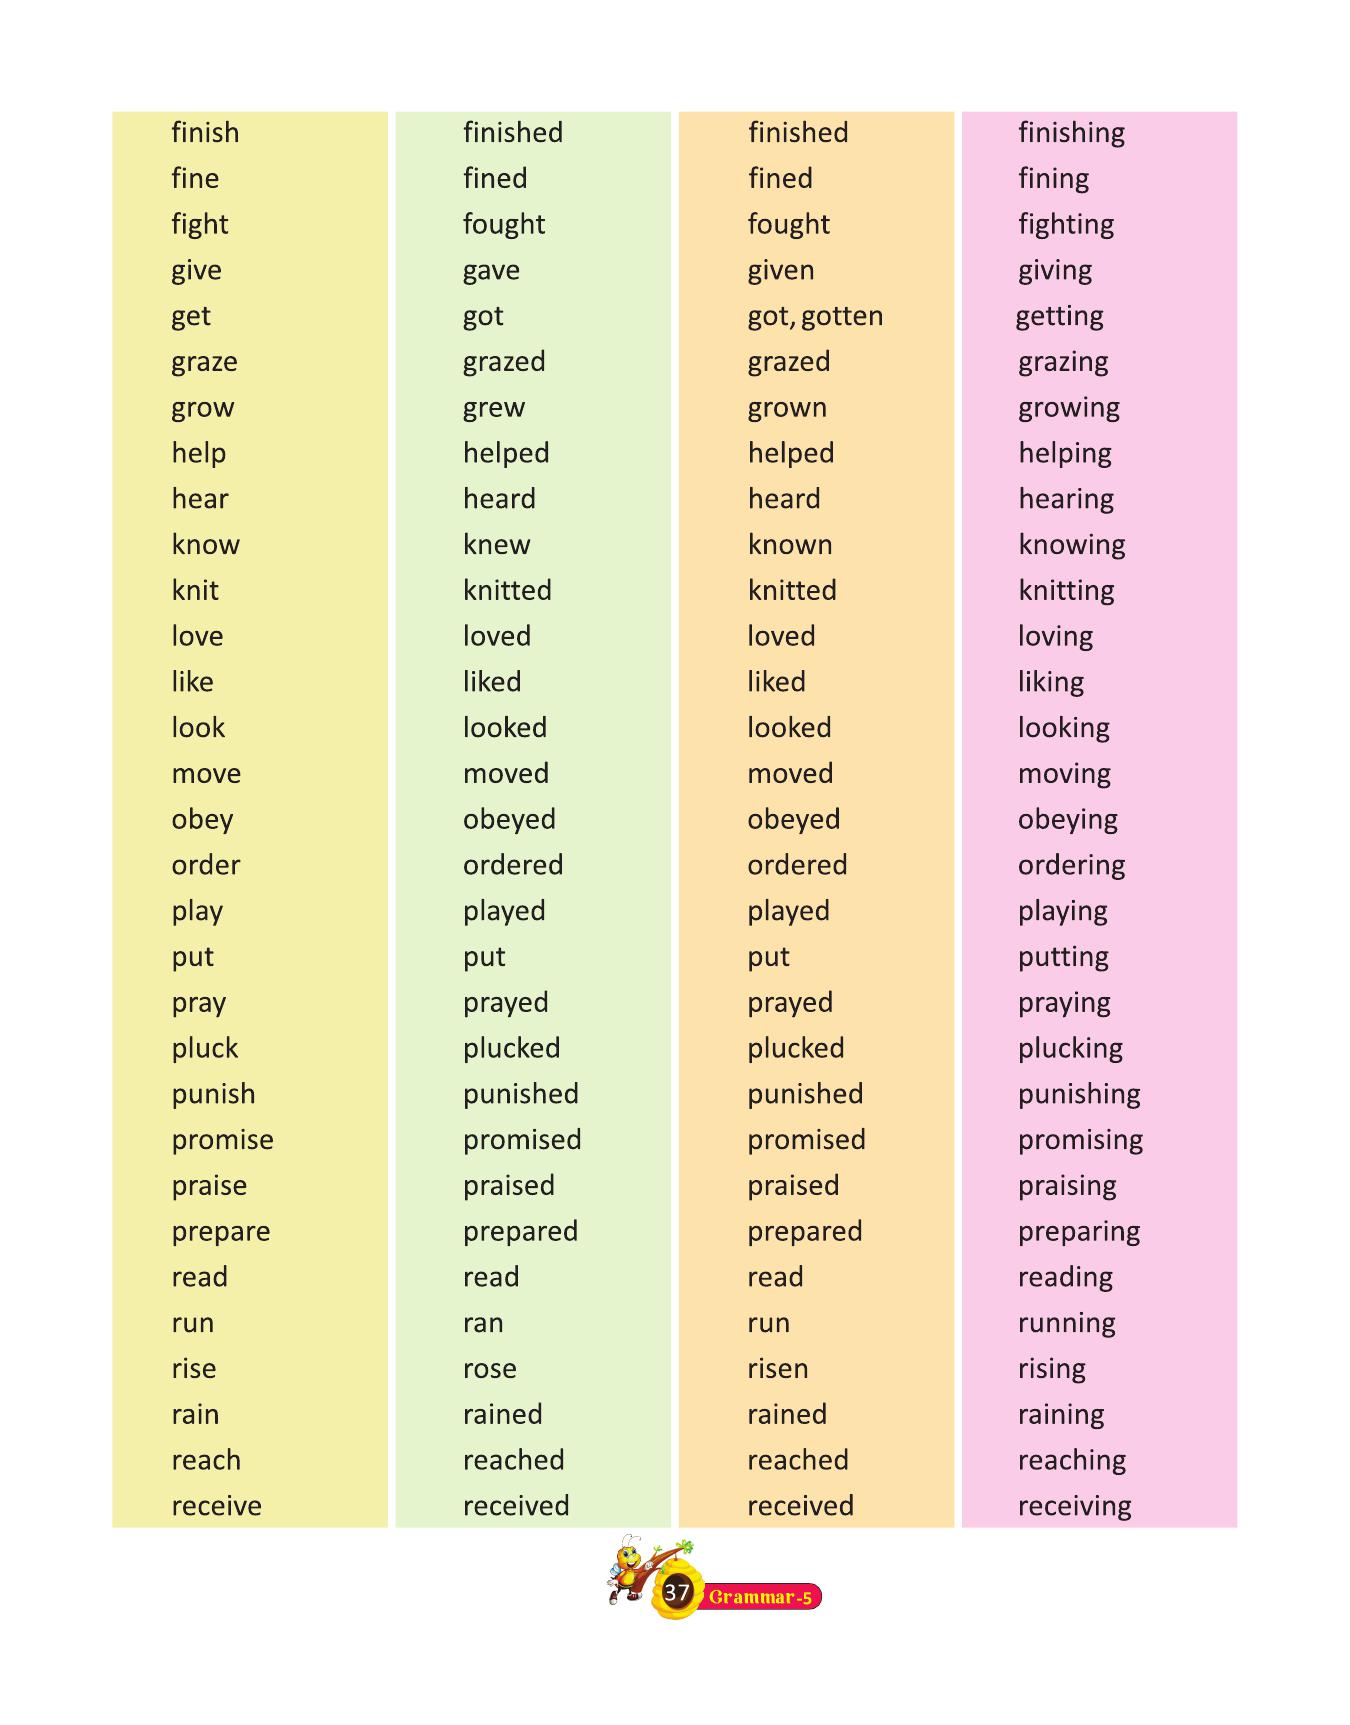 finish finished finished finishing
fine fined fined fining
fight fought fought fighting
give gave given giving
get got got, gotten getting
graze grazed grazed grazing
grow grew grown growing
help helped helped helping
hear heard heard hearing
know knew known knowing
knit knitted knitted knitting
love loved loved loving
like liked liked liking
look looked looked looking
move moved moved moving
obey obeyed obeyed obeying
order ordered ordered ordering
play played played playing
put put put putting
pray prayed prayed praying
pluck plucked plucked plucking
punish punished punished punishing
promise promised promised promising
praise praised praised praising
prepare prepared prepared preparing
read read read reading
run ran run running
rise rose risen rising
rain rained rained raining
reach reached reached reaching
receive received received receiving
37 Grammar-5